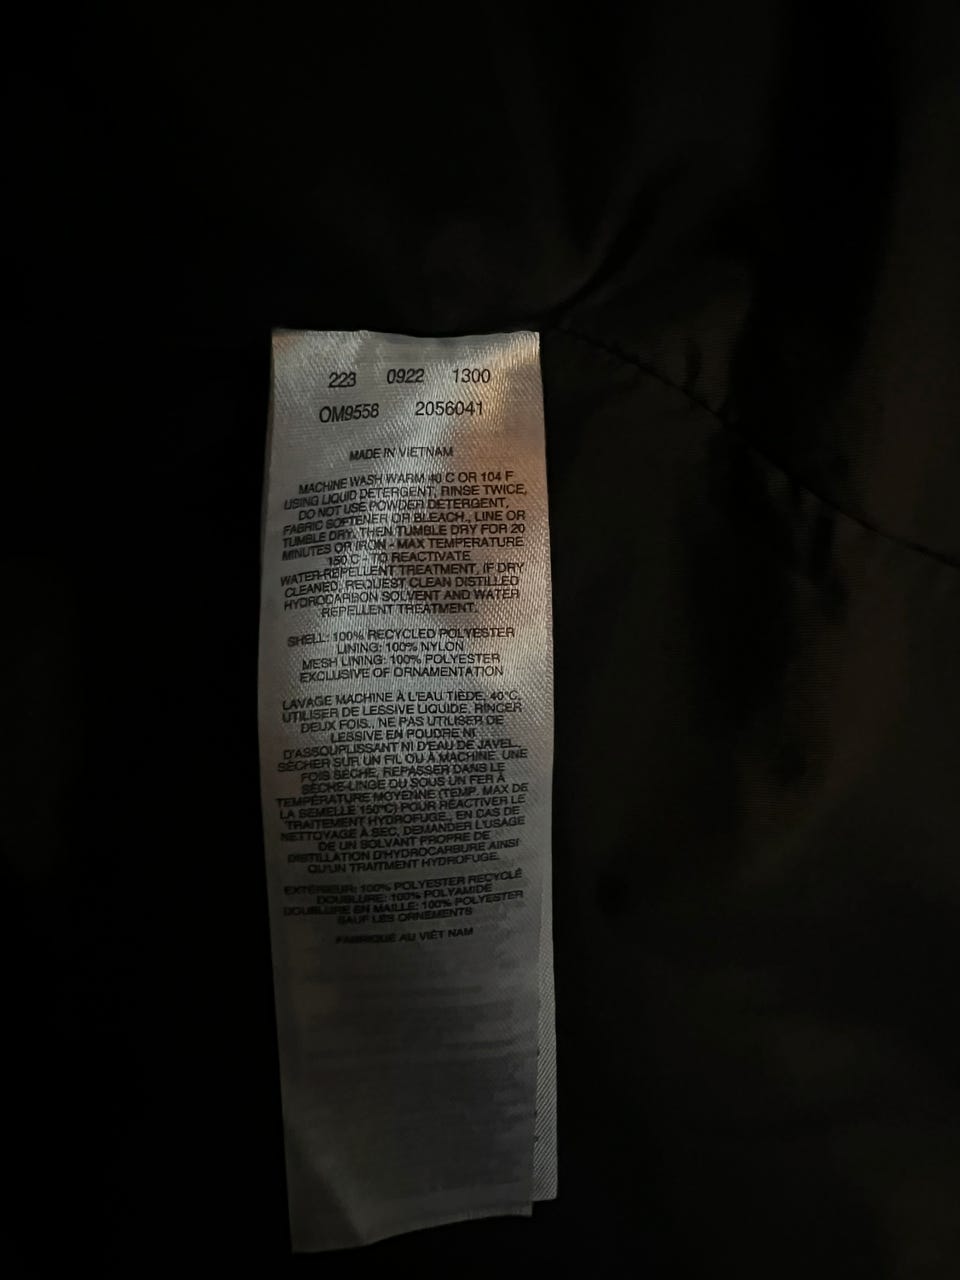 223 0922 1300
OM9558 2056041
MADE IN VIETNAM
MACHINE WASH WARM 40 C OR 104 F
USING LIQUID DETERGENT, RINSE TWICE,
DO NOT USE POWDER DETERGENT,
FABRIC SOFTENER OR BLEACH., LINE OR
TUMBLE DRY. THEN TUMBLE DRY FOR 20
MINUTES OR IRON - MAX TEMPERATURE
150 C - TO REACTIVATE
WATER-REPELLENT TREATMENT, IF DRY
CLEANED, REQUEST CLEAN DISTILLED
HYDROCARBON SOLVENT AND WATER
REPELLENT TREATMENT.
SHELL: 100% RECYCLED POLYESTER
LINING: 100% NYLON
MESH LINING: 100% POLYESTER
EXCLUSIVE OF ORNAMENTATION
LAVAGE MACHINE À L'EAU TIÈDE, 40°C,
UTILISER DE LESSIVE LIQUIDE. RINCER
DEUX FOIS., NE PAS UTILISER DE
LESSIVE EN POUDRE NI
D'ASSOUPLISSANT NI D'EAU DE JAVEL.,
SÉCHER SUR UN FIL OU À MACHINE. UNE
FOIS SÉCHE, REPASSER DANS LE
SÈCHE-LINGE OU SOUS UN FER À
TEMPÉRATURE MOYENNE (TEMP. MAX DE
LA SEMELLE 150°C) POUR RÉACTIVER LE
TRAITEMENT HYDROFUGE., EN CAS DE
NETTOYAGE À SEC, DEMANDER L'USAGE
DE UN SOLVANT PROPRE DE
DISTILLATION D'HYDROCARBURE AINSI
QU'UN TRAITMENT HYDROFUGE.
EXTÉRIEUR: 100% POLYESTER RECYCLÉ
DOUBLURE: 100% POLYAMIDE
DOUBLURE EN MAILLE: 100% POLYESTER
SAUF LES ORNEMENTS
FABRIQUÉ AU VIÊT NAM